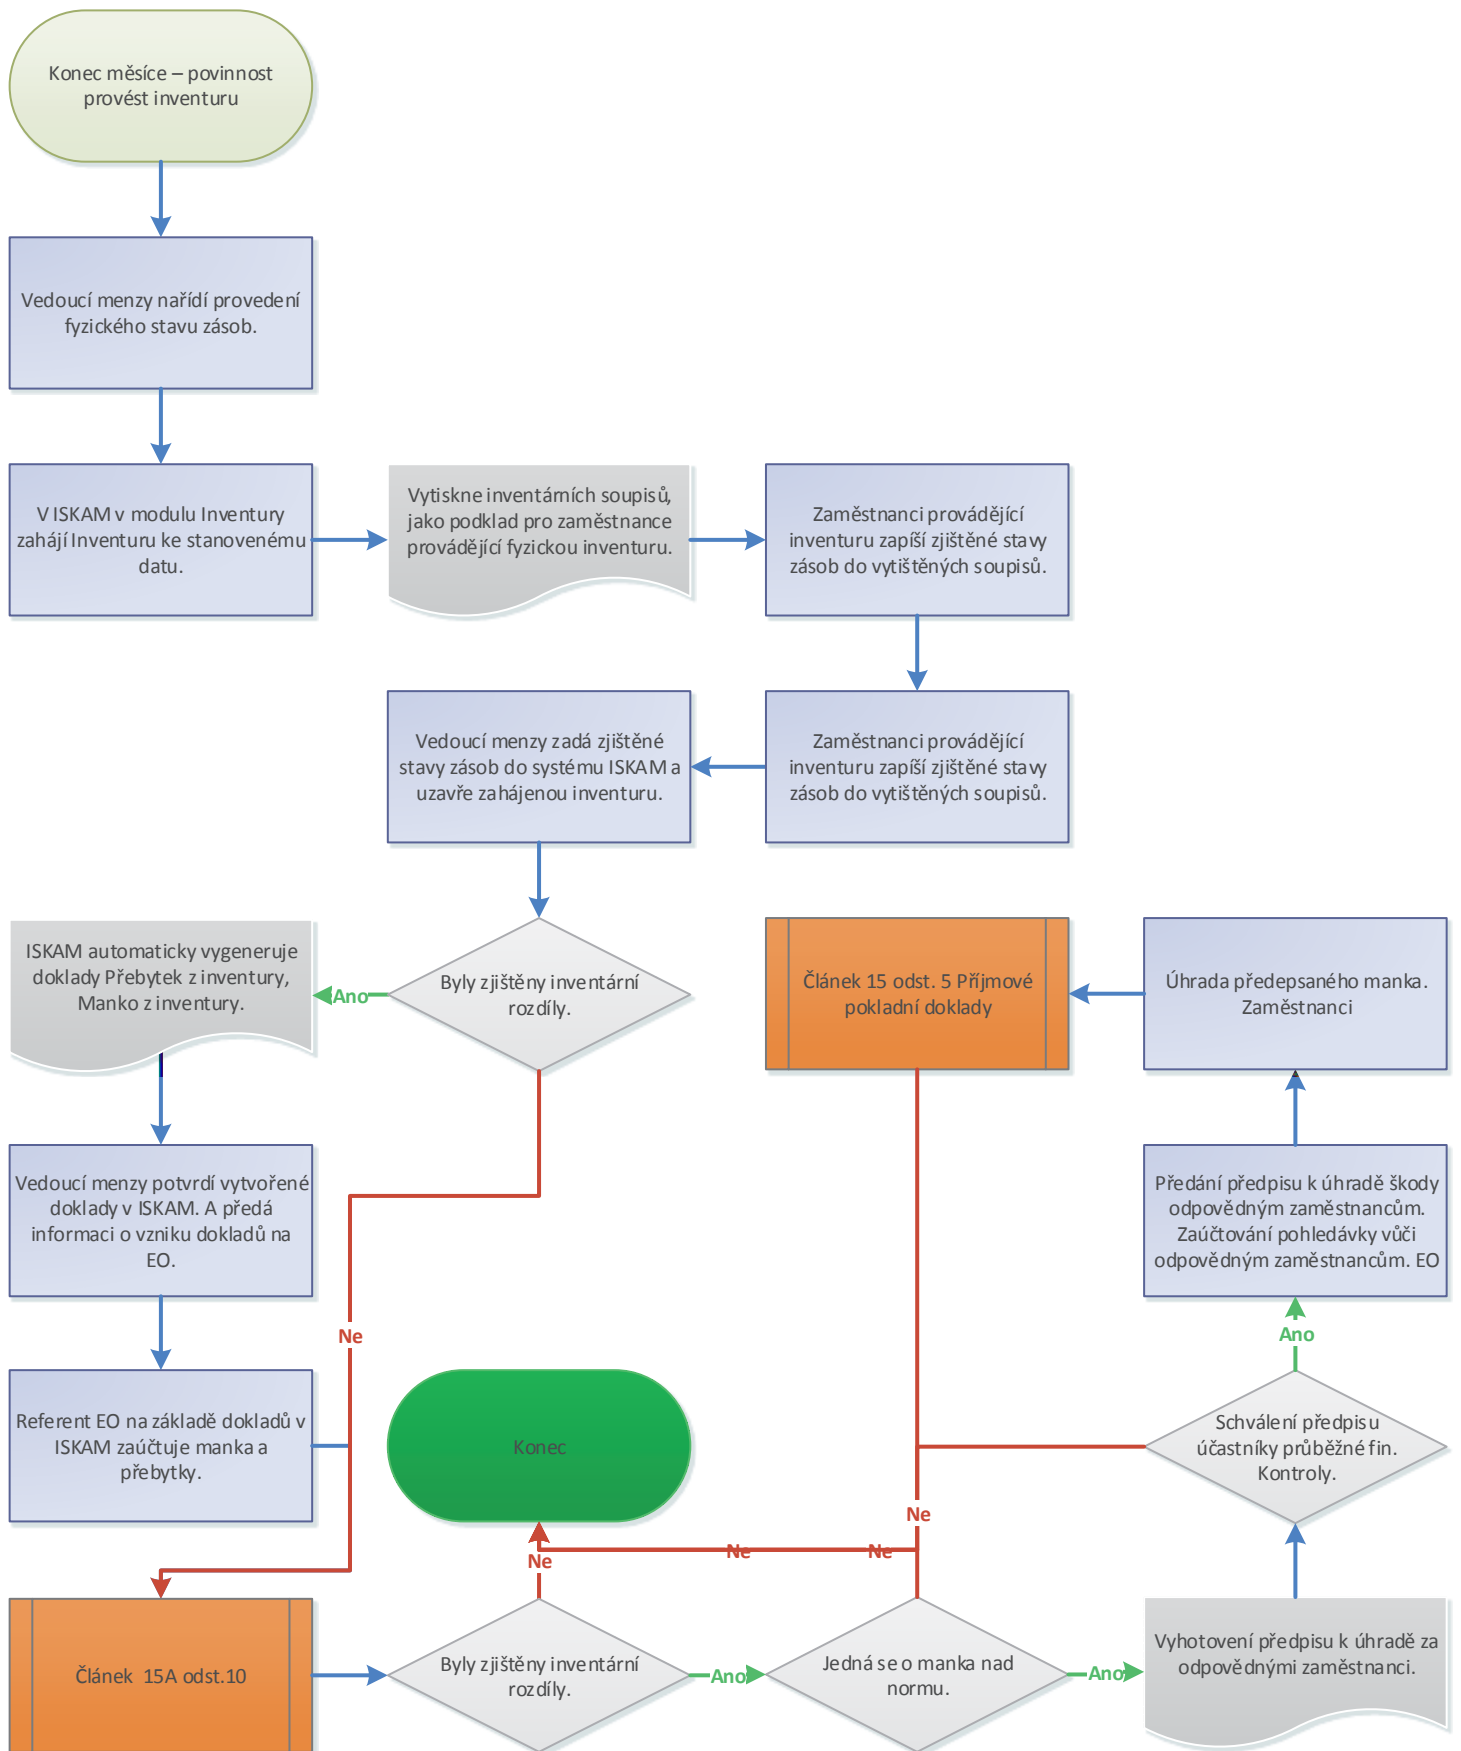 Konec měsíce – povinnost
provést inventuru
Vedoucí menzy nařídí provedení
fyzického stavu zásob.
V ISKAM v modulu Inventury
zahájí Inventuru ke stanovenému
datu.
Vytiskne inventárních soupisů,
jako podklad pro zaměstnance
provádějící fyzickou inventuru.
Zaměstnanci provádějící
inventuru zapíší zjištěné stavy
zásob do vytištěných soupisů.
Vedoucí menzy zadá zjištěné
stavy zásob do systému ISKAM a
uzavře zahájenou inventuru.
Zaměstnanci provádějící
inventuru zapíší zjištěné stavy
zásob do vytištěných soupisů.
ISKAM automaticky vygeneruje
doklady Přebytek z inventury,
Manko z inventury.
Ano
Byly zjištěny inventární
rozdíly.
Článek 15 odst. 5 Příjmové
pokladní doklady
Úhrada předepsaného manka.
Zaměstnanci
Vedoucí menzy potvrdí vytvořené
doklady v ISKAM. A předá
informaci o vzniku dokladů na
EO.
Předání předpisu k úhradě škody
odpovědným zaměstnancům.
Zaúčtování pohledávky vůči
odpovědným zaměstnancům. EO
Ne
Ano
Referent EO na základě dokladů v
ISKAM zaúčtuje manka a
přebytky.
Konec
Schválení předpisu
účastníky průběžné fin.
Kontroly.
Ne
Ne
Ne
Ne
Článek  15A odst.10
Byly zjištěny inventární
rozdíly.
Ano
Jedná se o manka nad
normu.
Ano
Vyhotovení předpisu k úhradě za
odpovědnými zaměstnanci.